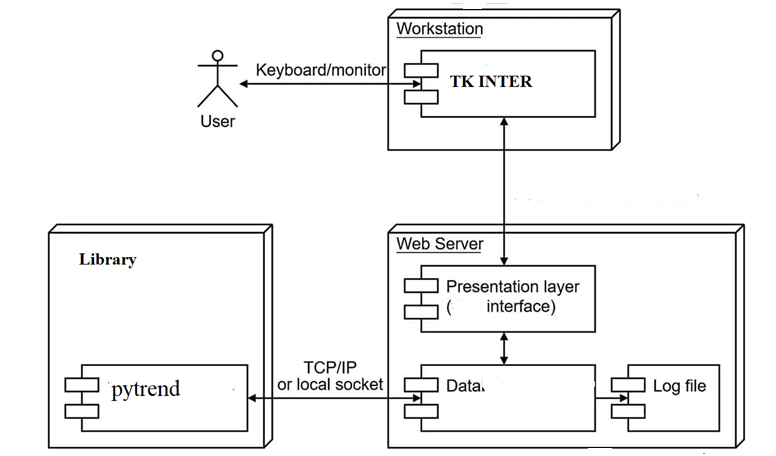 Workstation
Keyboard/monitor
TK INTER
User
Web Server
Library
Presentation layer
( interface)
TCP/IP
or local socket
pytrend
Data
Log file